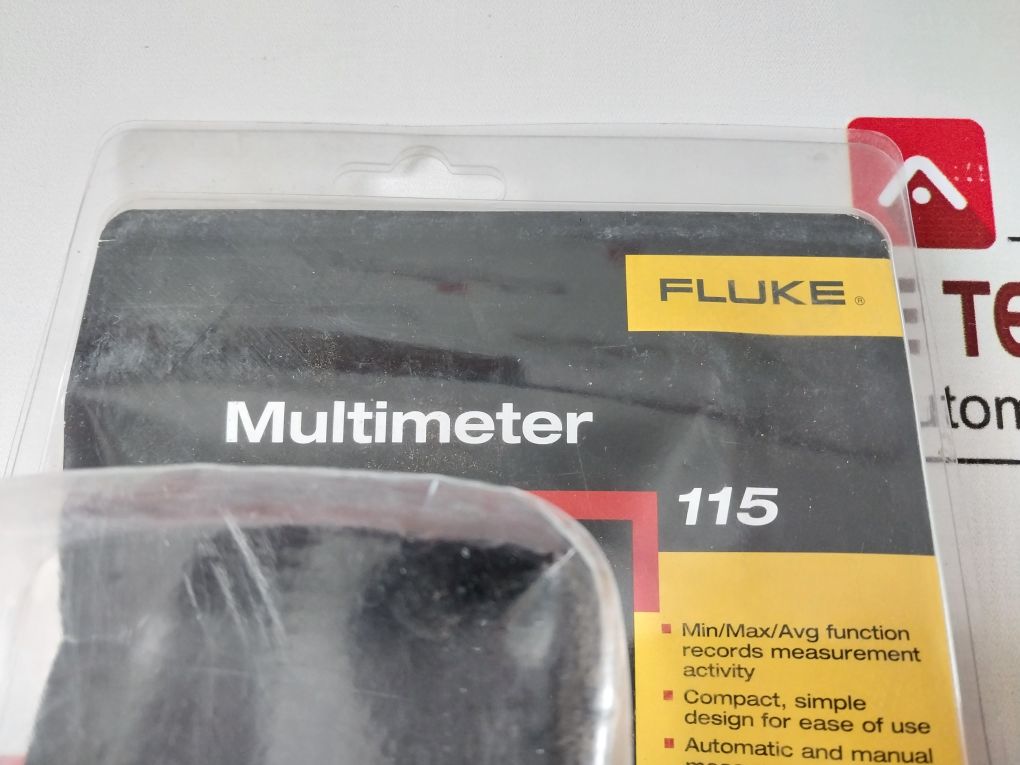 FLUKE®
Multimeter
115
Min/Max/Avg function
records measurement
activity
Compact, simple
design for ease of use
Automatic and manual
Te
utom